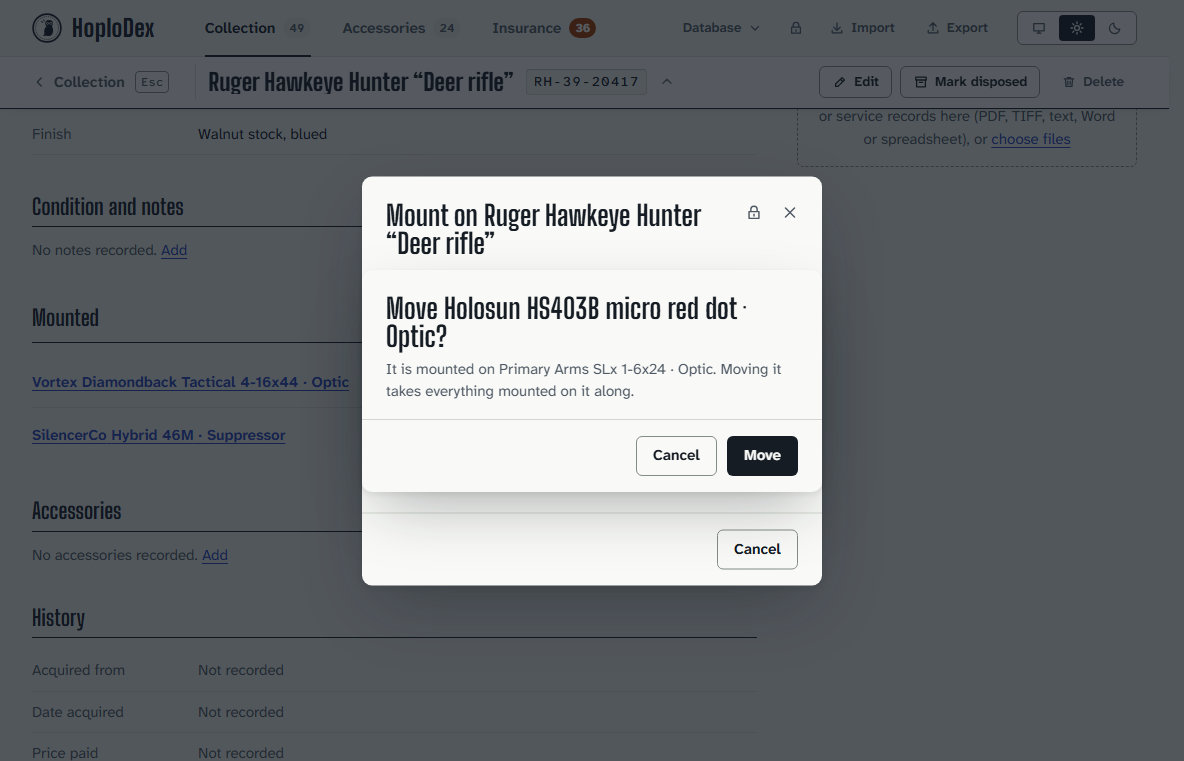 HoploDex
Collection 49
Accessories 24
Insurance 36
Database
Import
Export
Collection Esc
Ruger Hawkeye Hunter “Deer rifle” RH-39-20417
Edit
Mark disposed
Delete
or service records here (PDF, TIFF, text, Word
or spreadsheet), or choose files
Finish Walnut stock, blued
Condition and notes
No notes recorded. Add
Mounted
Vortex Diamondback Tactical 4-16x44 · Optic
SilencerCo Hybrid 46M · Suppressor
Accessories
No accessories recorded. Add
History
Acquired from Not recorded
Date acquired Not recorded
Price paid Not recorded
Mount on Ruger Hawkeye Hunter
“Deer rifle”
Move Holosun HS403B micro red dot ·
Optic?
It is mounted on Primary Arms SLx 1-6x24 · Optic. Moving it
takes everything mounted on it along.
Cancel
Move
Cancel